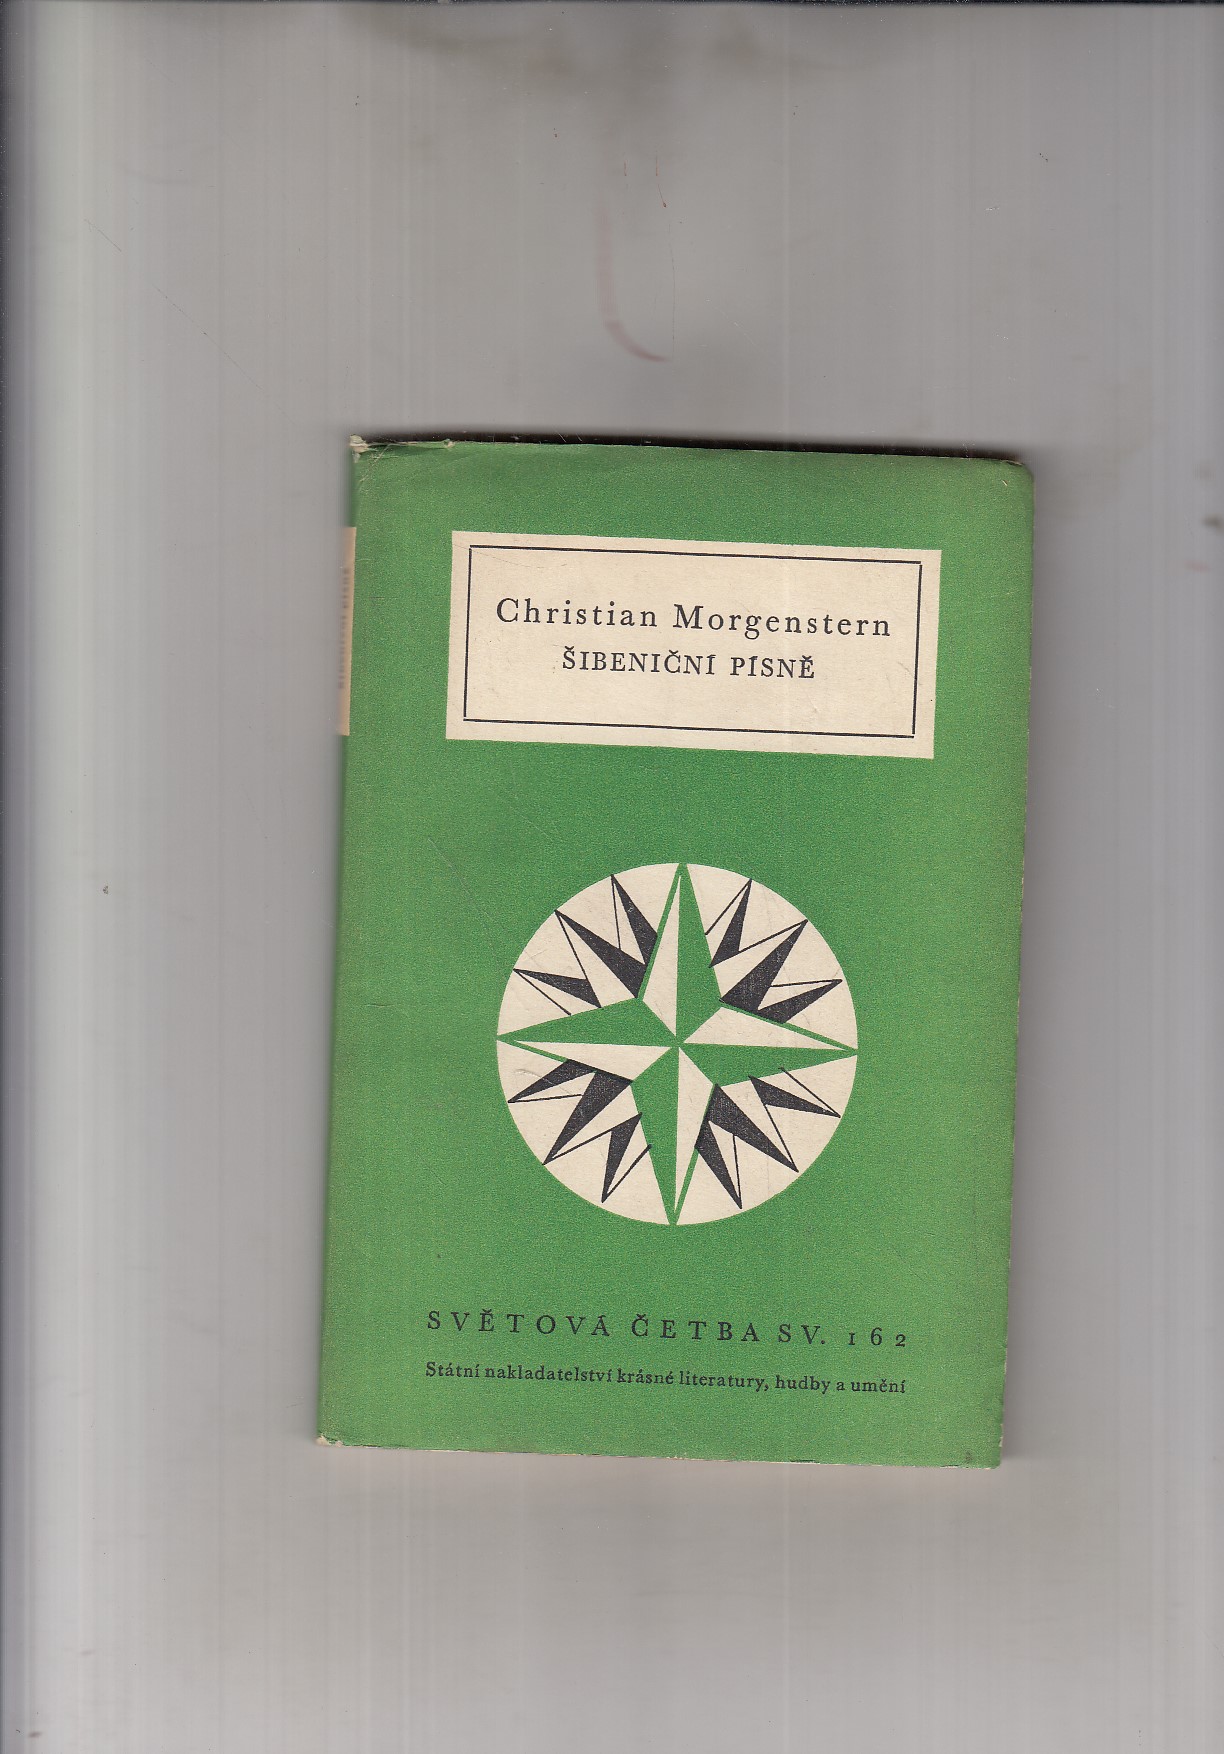 Christian Morgenstern
ŠIBENIČNÍ PÍSNĚ
SVĚTOVÁ ČETBA SV. 162
Státní nakladatelství krásné literatury, hudby a umění